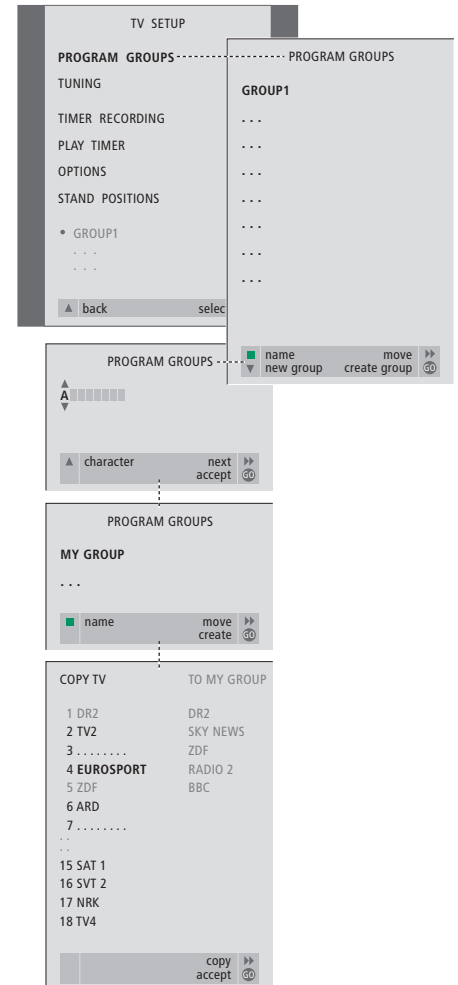 TV SETUP
PROGRAM GROUPS
TUNING
TIMER RECORDING
PLAY TIMER
OPTIONS
STAND POSITIONS
• GROUP1
. . .
. . .
▲ back selec
PROGRAM GROUPS
GROUP1
. . .
. . .
. . .
. . .
. . .
. . .
. . .
name move
new group create group GO
PROGRAM GROUPS
A
character next
accept GO
PROGRAM GROUPS
MY GROUP
. . .
name move
create GO
COPY TV TO MY GROUP
1 DR2 DR2
2 TV2 SKY NEWS
3 . . . . . . . . ZDF
4 EUROSPORT RADIO 2
5 ZDF BBC
6 ARD
7 . . . . . . . .
. .
. .
15 SAT 1
16 SVT 2
17 NRK
18 TV4
copy
accept GO